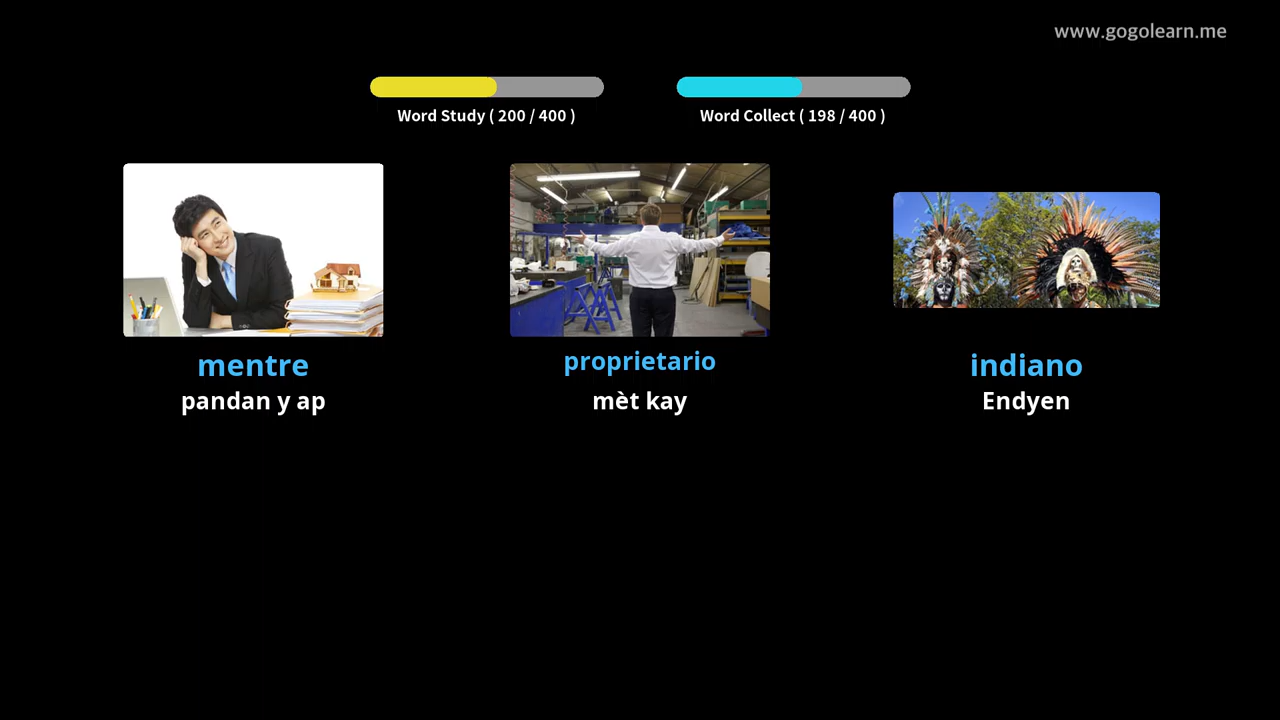 www.gogolearn.me
Word Study ( 200 / 400 )
Word Collect ( 198 / 400 )
mentre
pandan y ap
proprietario
mèt kay
indiano
Endyen